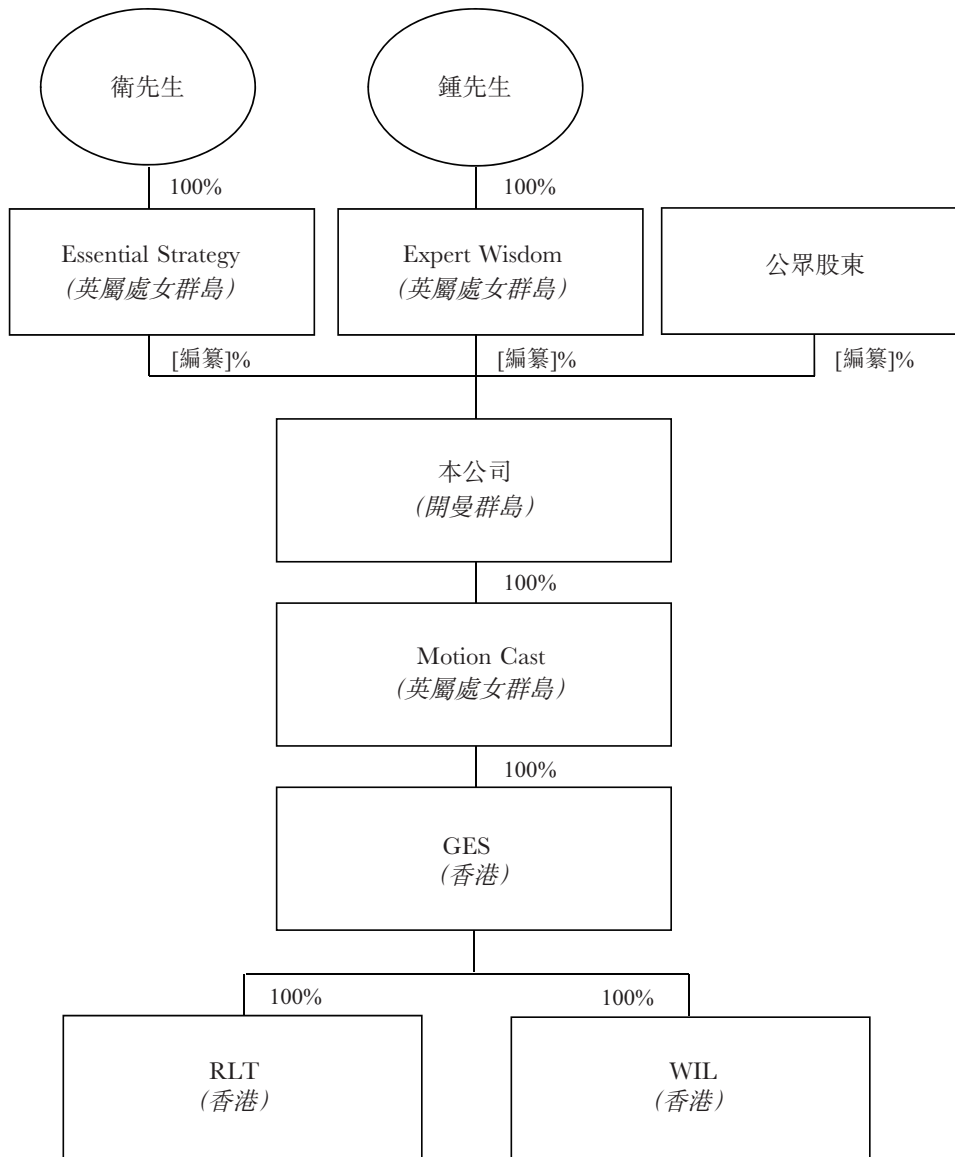 衛先生
鍾先生
100%
100%
Essential Strategy
(英屬處女群島)
Expert Wisdom
(英屬處女群島)
公眾股東
[編纂]%
[編纂]%
[編纂]%
本公司
(開曼群島)
100%
Motion Cast
(英屬處女群島)
100%
GES
(香港)
100%
100%
RLT
(香港)
WIL
(香港)